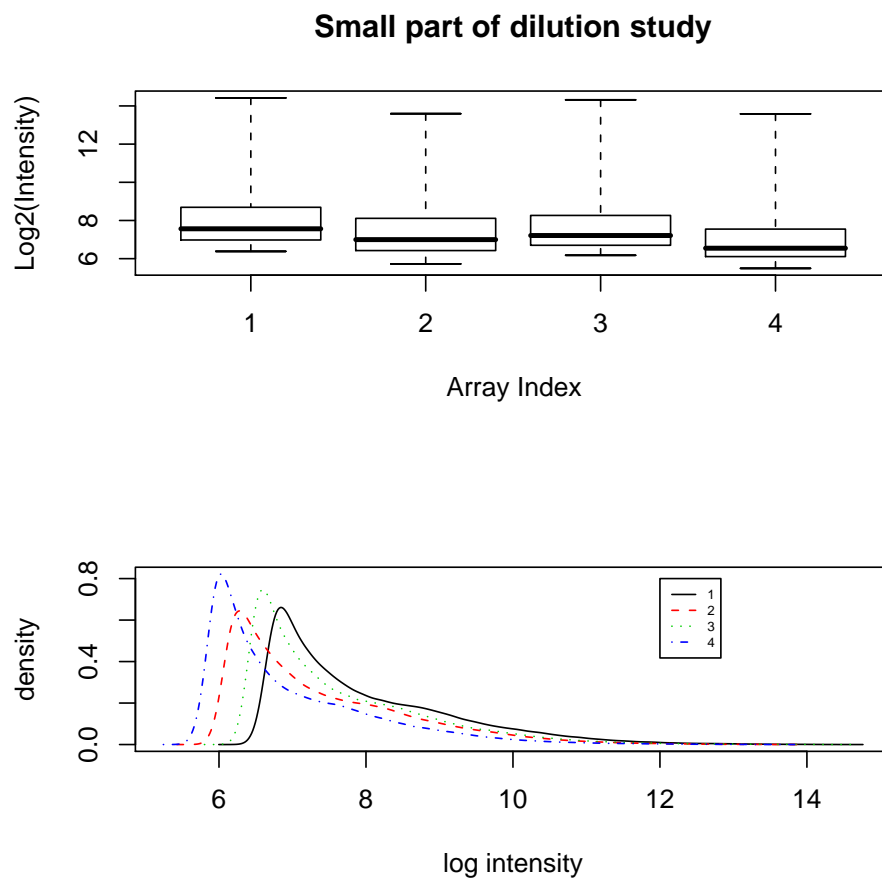 Small part of dilution study
Log2(Intensity)
12
8
6
1 2 3 4
Array Index
density
0.8
0.4
0.0
1
2
3
4
6 8 10 12 14
log intensity